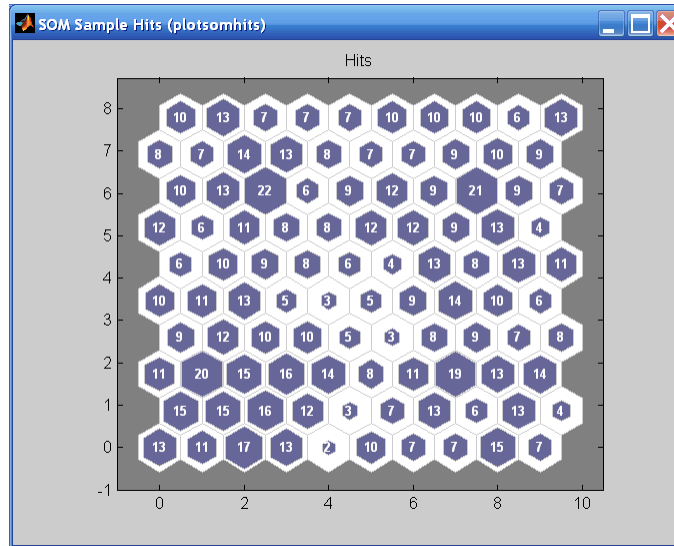 SOM Sample Hits (plotsomhits)
Hits
8
10 13 7 7 7 10 10 10 6 13
7
8 7 14 13 8 7 7 9 10 9
6
10 13 22 6 9 12 9 21 9 7
5
12 6 11 8 8 12 12 9 13 4
4
6 10 9 8 6 4 13 8 13 11
3
10 11 13 5 3 5 9 14 10 6
9 12 10 10 5 3 8 9 7 8
2
11 20 15 16 14 8 11 19 13 14
1
15 15 16 12 3 7 13 6 13 4
0
13 11 17 13 2 10 7 7 15 7
-1
0 2 4 6 8 10